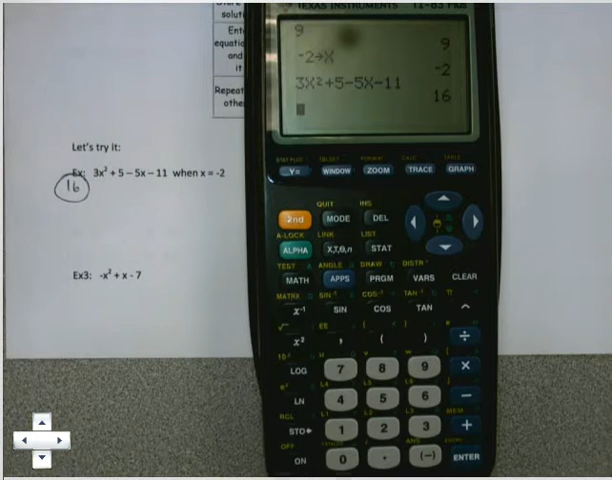 soluti
Ent
equatio
and
it
Repeat
othe
Let's try it:
Ex: 3x² + 5 – 5x – 11 when x = -2
16
Ex3: -x² + x - 7
TEXAS INSTRUMENTS TI-83 Plus
9
9
-2→X
-2
3X²+5-5X-11
16
STAT PLOT TBLSET FORMAT CALC TABLE
Y= WINDOW ZOOM TRACE GRAPH
QUIT INS
2nd MODE DEL
A-LOCK LINK LIST
ALPHA X,T,θ,n STAT
TEST ANGLE DRAW DISTR
MATH APPS PRGM VARS CLEAR
MATRX SIN⁻¹ COS⁻¹ TAN⁻¹ π
x⁻¹ SIN COS TAN ^
√ EE
x² , ( ) ÷
LOG 7 8 9 ×
L4 L5 L6
LN 4 5 6 −
RCL L1 L2 L3 MEM
STO► 1 2 3 +
OFF ANS
ON 0 . (−) ENTER